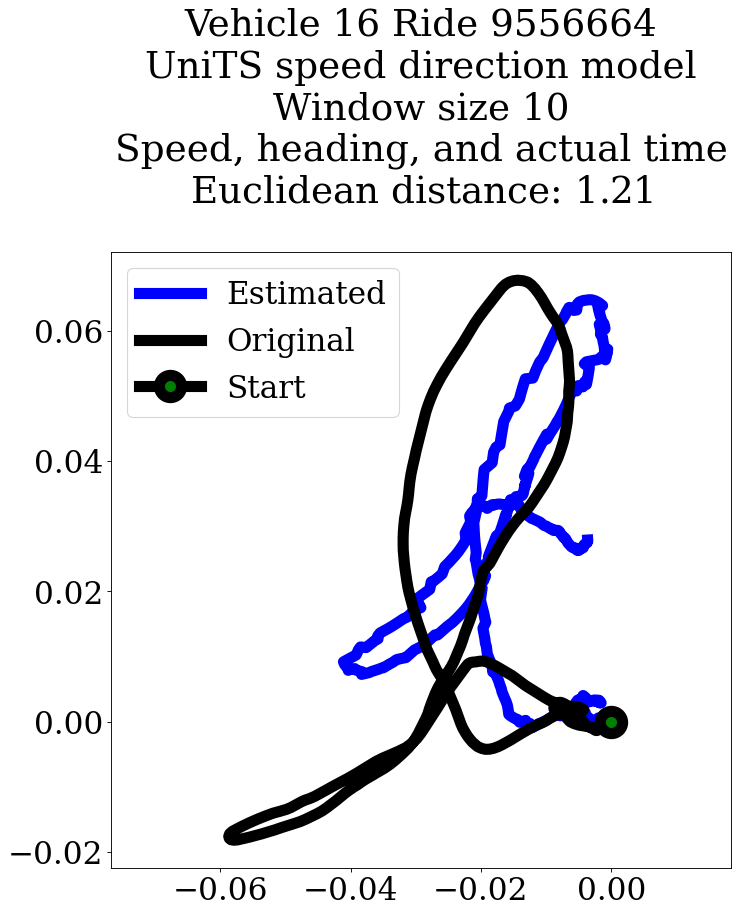 Vehicle 16 Ride 9556664
UniTS speed direction model
Window size 10
Speed, heading, and actual time
Euclidean distance: 1.21
Estimated
Original
Start
0.06
0.04
0.02
0.00
−0.02
−0.06 −0.04 −0.02 0.00